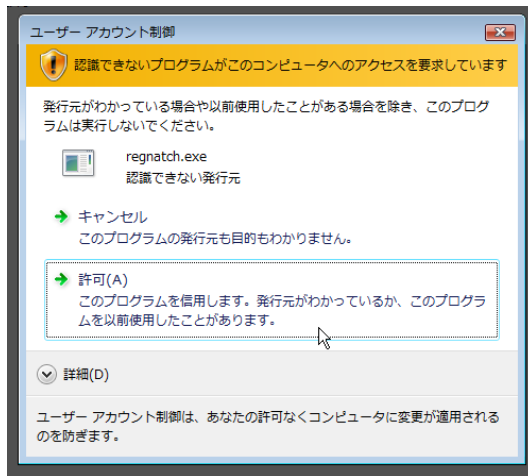 ユーザー アカウント制御
認識できないプログラムがこのコンピュータへのアクセスを要求しています
発行元がわかっている場合や以前使用したことがある場合を除き、このプログ
ラムは実行しないでください。
regnatch.exe
認識できない発行元
キャンセル
このプログラムの発行元も目的もわかりません。
許可(A)
このプログラムを信用します。発行元がわかっているか、このプログラ
ムを以前使用したことがあります。
詳細(D)
ユーザー アカウント制御は、あなたの許可なくコンピュータに変更が適用される
のを防ぎます。